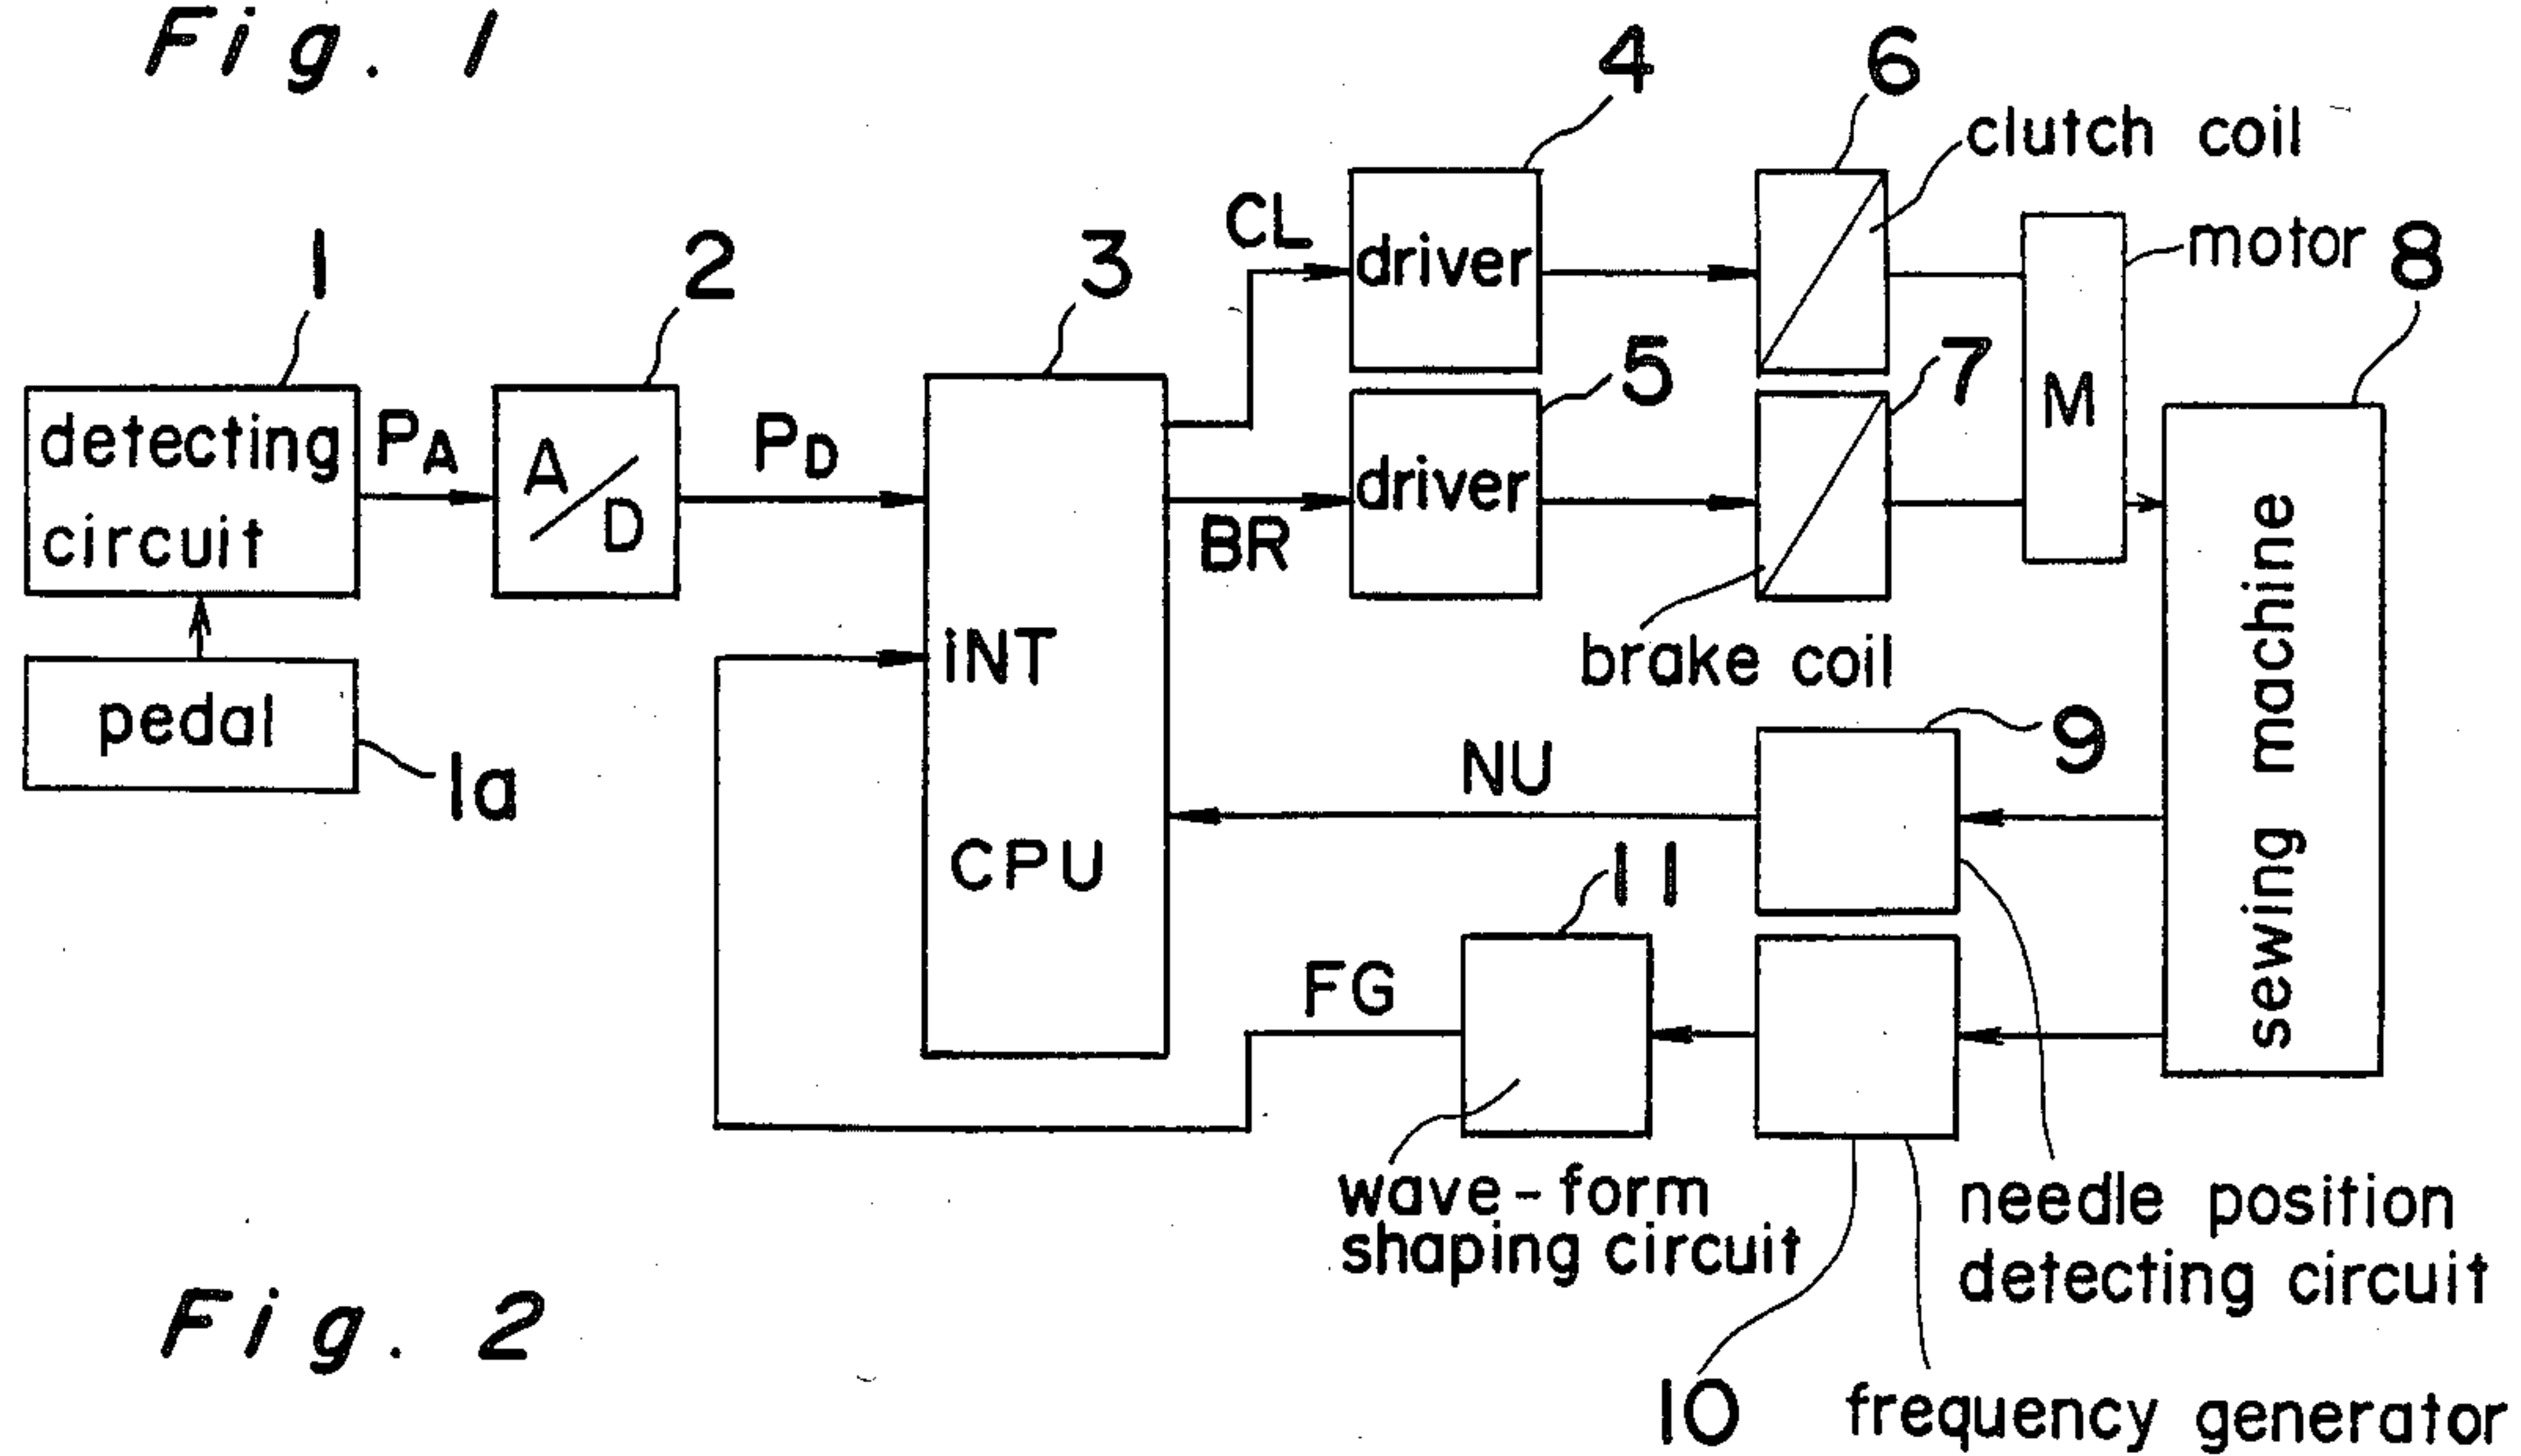 Fig. 1
4
6
clutch coil
1
2
3
CL
driver
motor
8
detecting
circuit
PA
A/D
PD
driver
5
7
M
BR
iNT
brake coil
pedal
1a
NU
9
sewing machine
CPU
11
FG
wave-form
shaping circuit
needle position
detecting circuit
Fig. 2
10
frequency generator